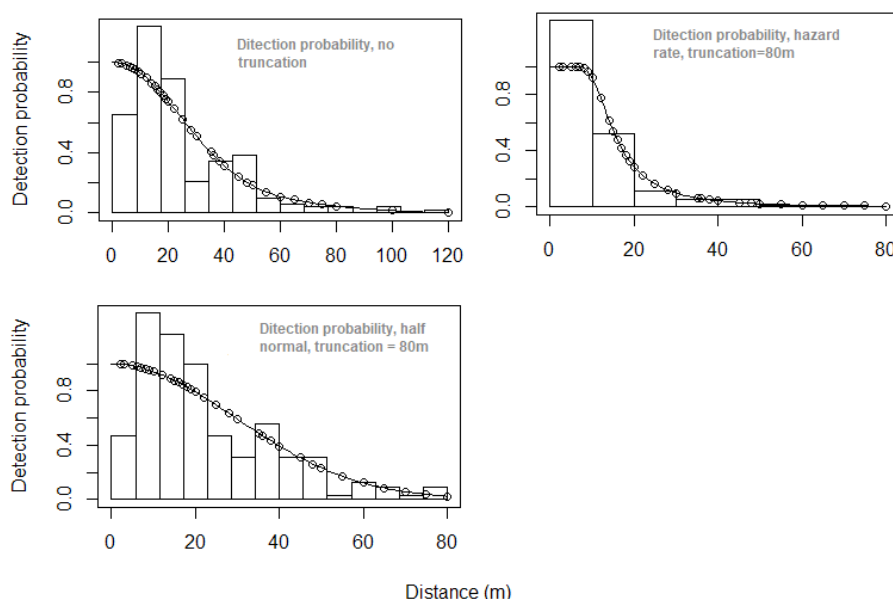 Detection probability
0.0 0.4 0.8
Ditection probability, no
truncation
0 20 40 60 80 100 120
Detection probability
0.0 0.4 0.8
Ditection probability, hazard
rate, truncation=80m
0 20 40 60 80
Detection probability
0.0 0.4 0.8
Ditection probability, half
normal, truncation = 80m
0 20 40 60 80
Distance (m)